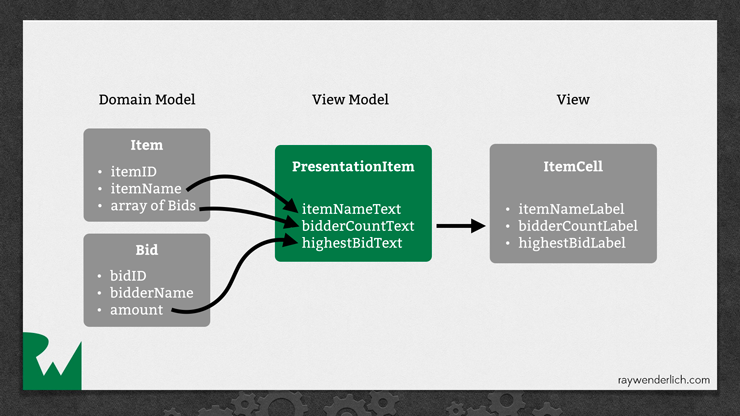 Domain Model
View Model
View
Item
• itemID
• itemName
• array of Bids
Bid
• bidID
• bidderName
• amount
PresentationItem
itemNameText
bidderCountText
highestBidText
ItemCell
• itemNameLabel
• bidderCountLabel
• highestBidLabel
RW
raywenderlich.com